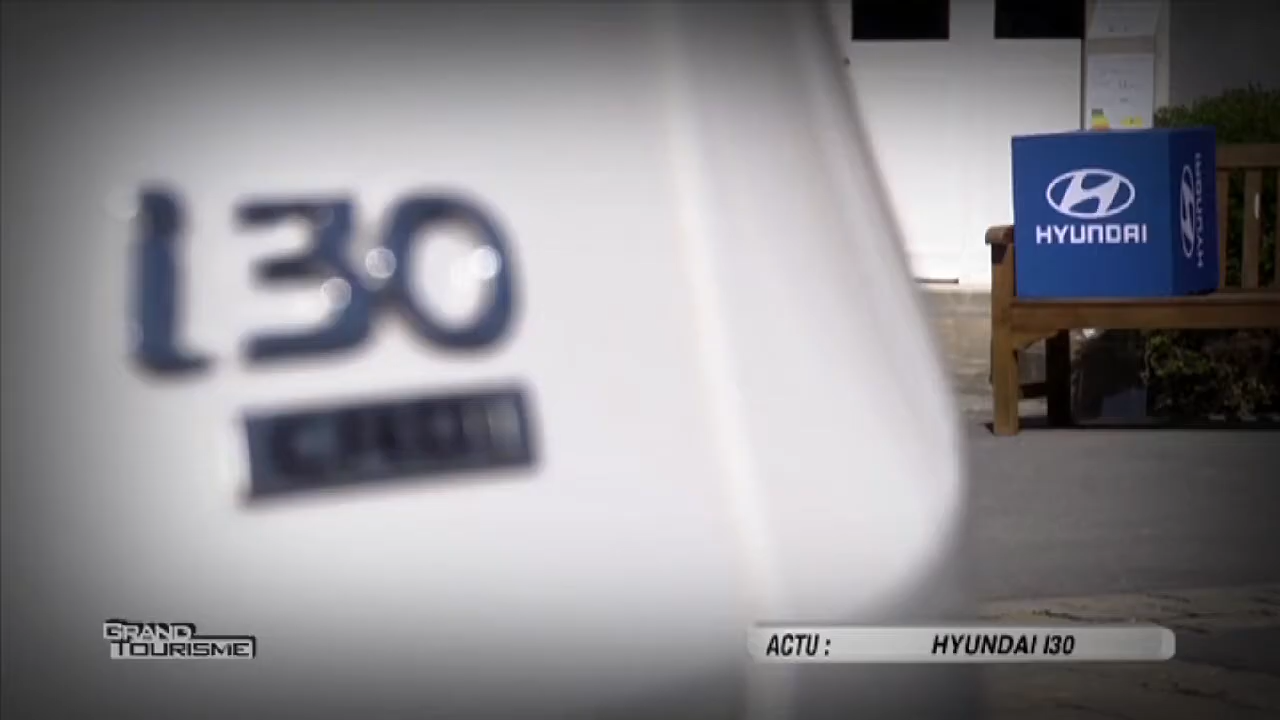 i30
HYUNDAI
HYUNDAI
GRAND
TOURISME
ACTU : HYUNDAI I30